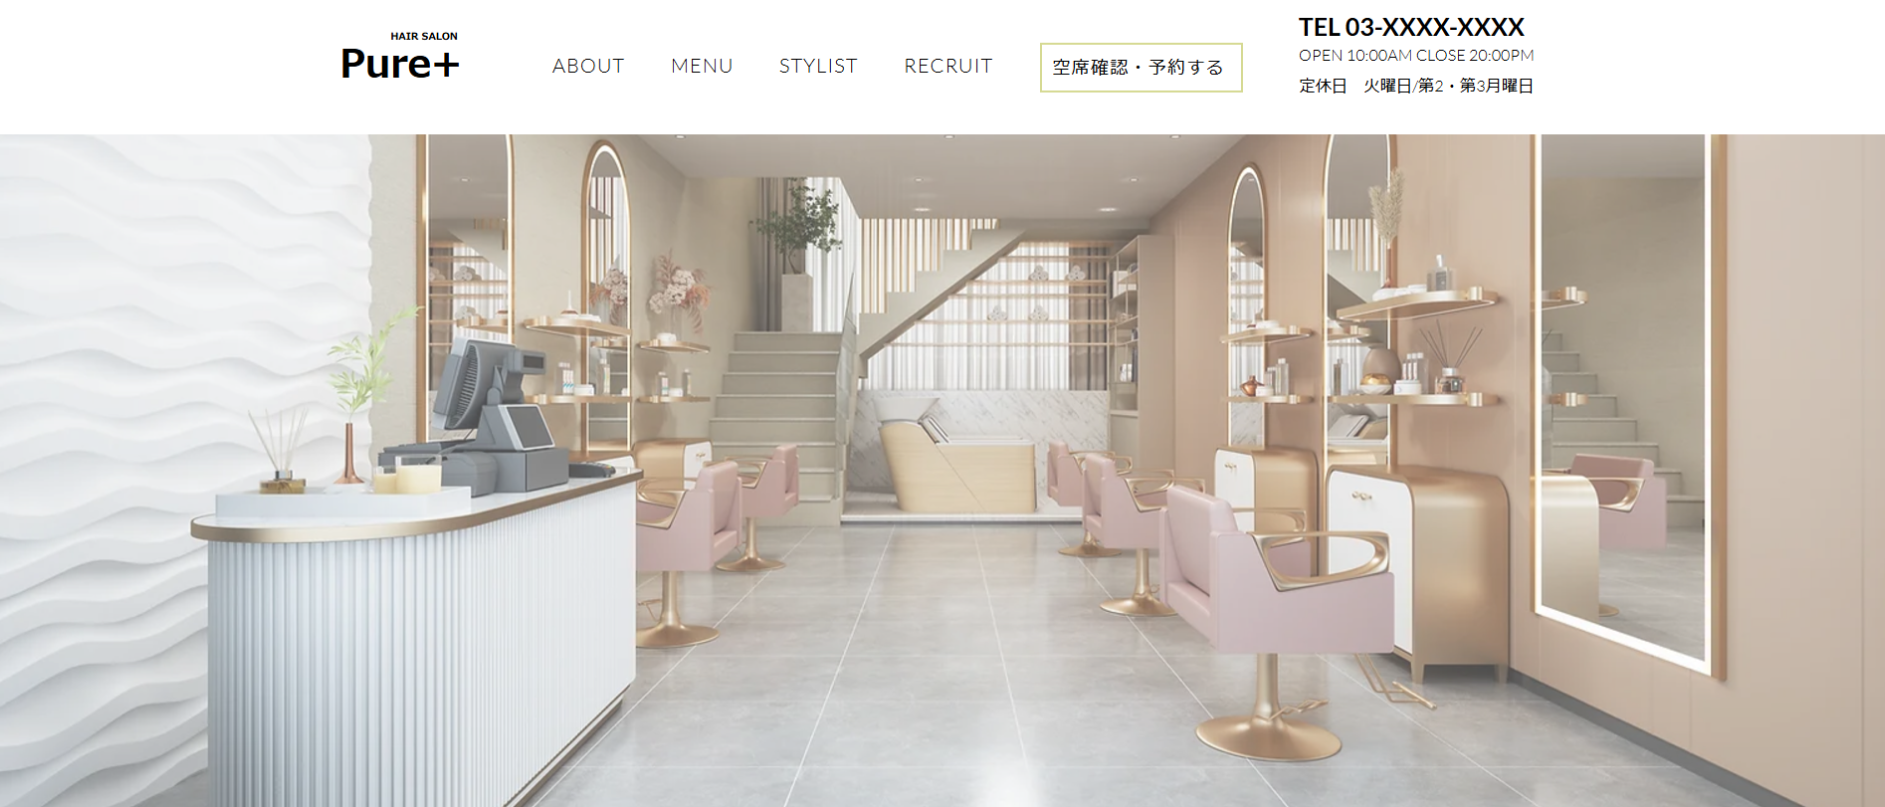 HAIR SALON
Pure+
ABOUT MENU STYLIST RECRUIT
空席確認・予約する
TEL 03-XXXX-XXXX
OPEN 10:00AM CLOSE 20:00PM
定休日　火曜日/第2・第3月曜日